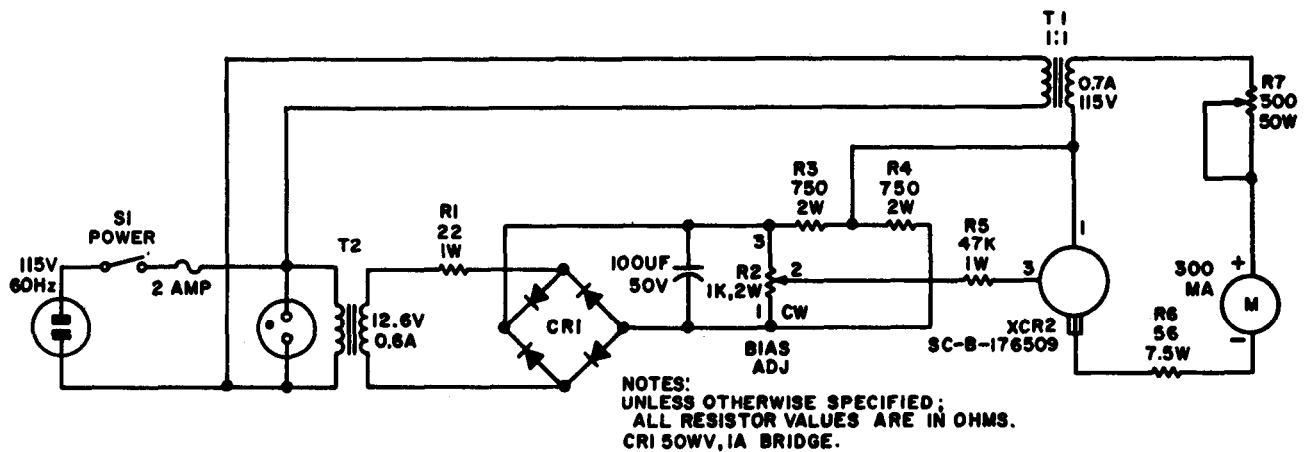 T1
1:1
0.7A
115V
R7
500
50W
R3
750
2W
R4
750
2W
S1
POWER
115V
60Hz
2 AMP
T2
12.6V
0.6A
R1
22
1W
CR1
100UF
50V
3
R2
1K,2W
2
1
CW
BIAS
ADJ
R5
47K
1W
3
1
XCR2
SC-B-176509
300
MA
+
M
-
R6
56
7.5W
NOTES:
UNLESS OTHERWISE SPECIFIED;
ALL RESISTOR VALUES ARE IN OHMS.
CR1 50WV, 1A BRIDGE.